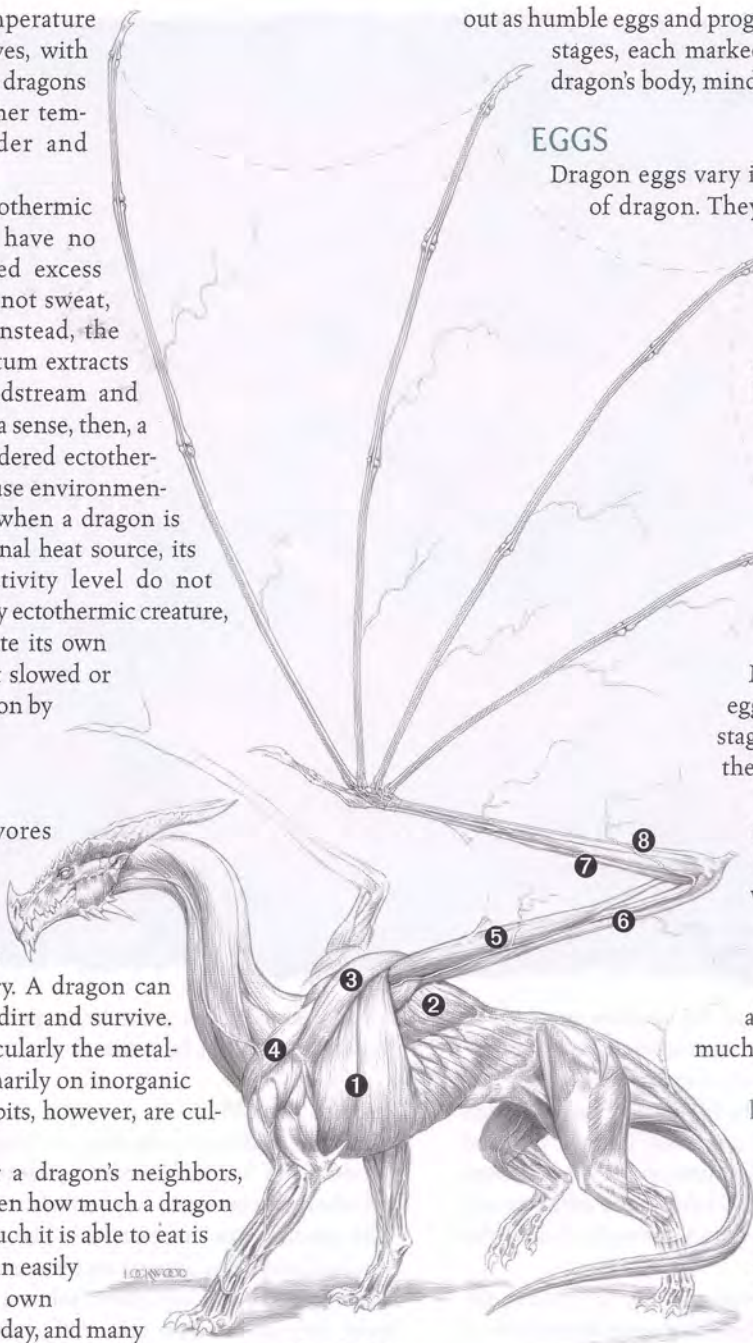 perature
ves, with
dragons
ner tem-
der and
othermic
have no
ed excess
not sweat,
nstead, the
tum extracts
dstream and
a sense, then, a
dered ectother-
use environmen-
when a dragon is
nal heat source, its
tivity level do not
y ectothermic creature,
te its own
slowed or
on by
vores
ry. A dragon can
dirt and survive.
cularly the metal-
marily on inorganic
bits, however, are cul-
r a dragon's neighbors,
en how much a dragon
uch it is able to eat is
n easily
own
day, and many
out as humble eggs and prog
stages, each marke
dragon's body, mind
EGGS
Dragon eggs vary i
of dragon. They
egg
stag
the
a
much
8
7
6
5
3
2
4
1
LOCKWOOD